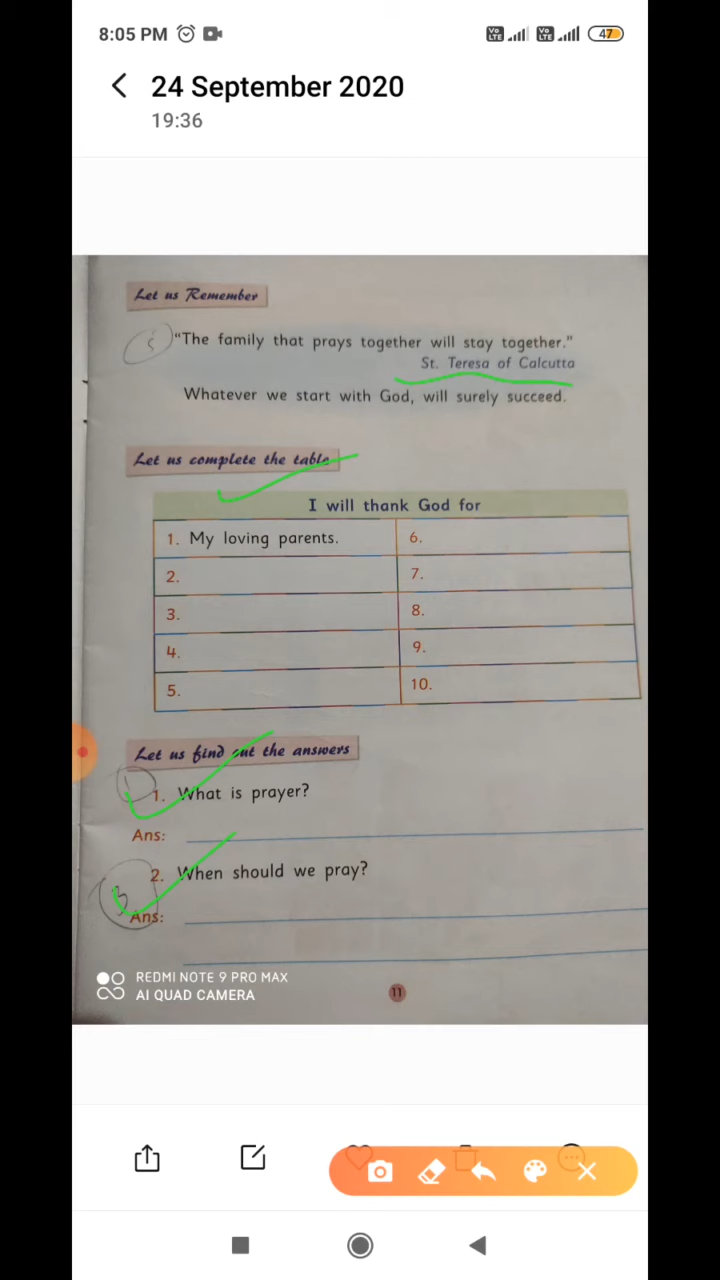 8:05 PM
47
24 September 2020
19:36
Let us Remember
"The family that prays together will stay together."
St. Teresa of Calcutta
Whatever we start with God, will surely succeed.
Let us complete the table
I will thank God for
1. My loving parents.
6.
2.
7.
3.
8.
4.
9.
5.
10.
Let us find out the answers
1. What is prayer?
Ans:
2. When should we pray?
Ans:
REDMI NOTE 9 PRO MAX
AI QUAD CAMERA
11